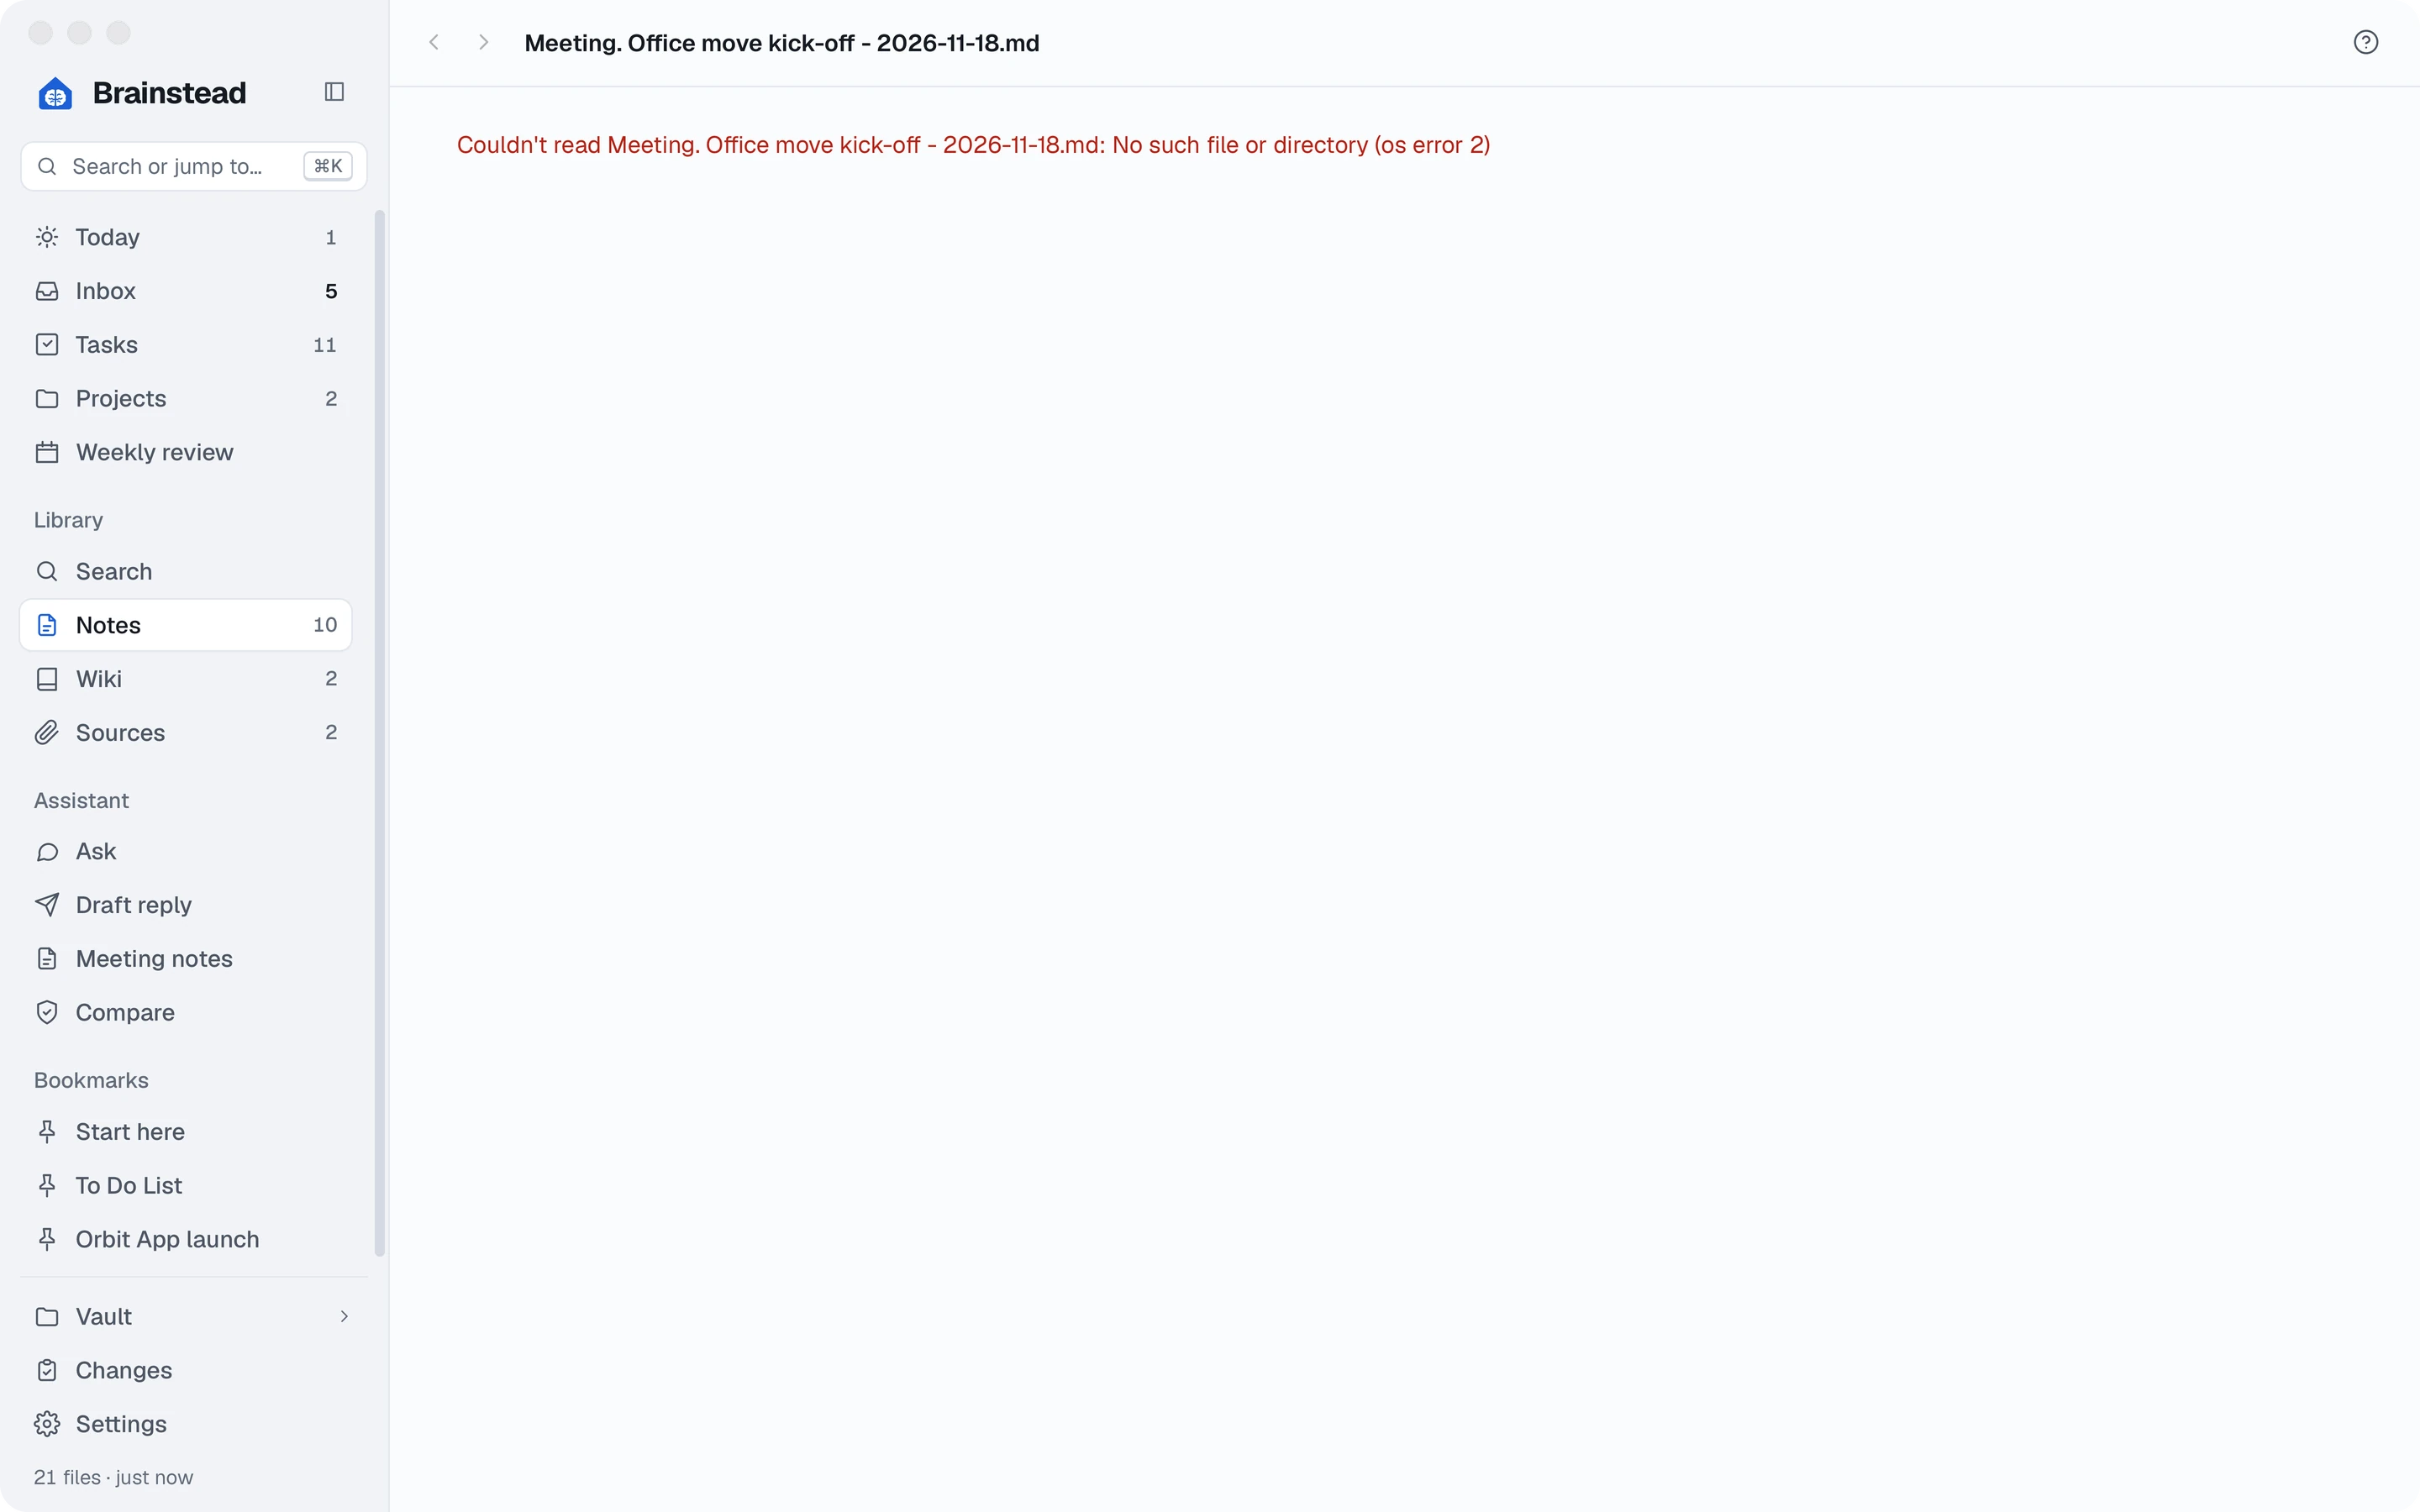 Brainstead
Search or jump to... ⌘K
Today 1
Inbox 5
Tasks 11
Projects 2
Weekly review
Library
Search
Notes 10
Wiki 2
Sources 2
Assistant
Ask
Draft reply
Meeting notes
Compare
Bookmarks
Start here
To Do List
Orbit App launch
Vault
Changes
Settings
21 files · just now
Meeting. Office move kick-off - 2026-11-18.md
Couldn't read Meeting. Office move kick-off - 2026-11-18.md: No such file or directory (os error 2)